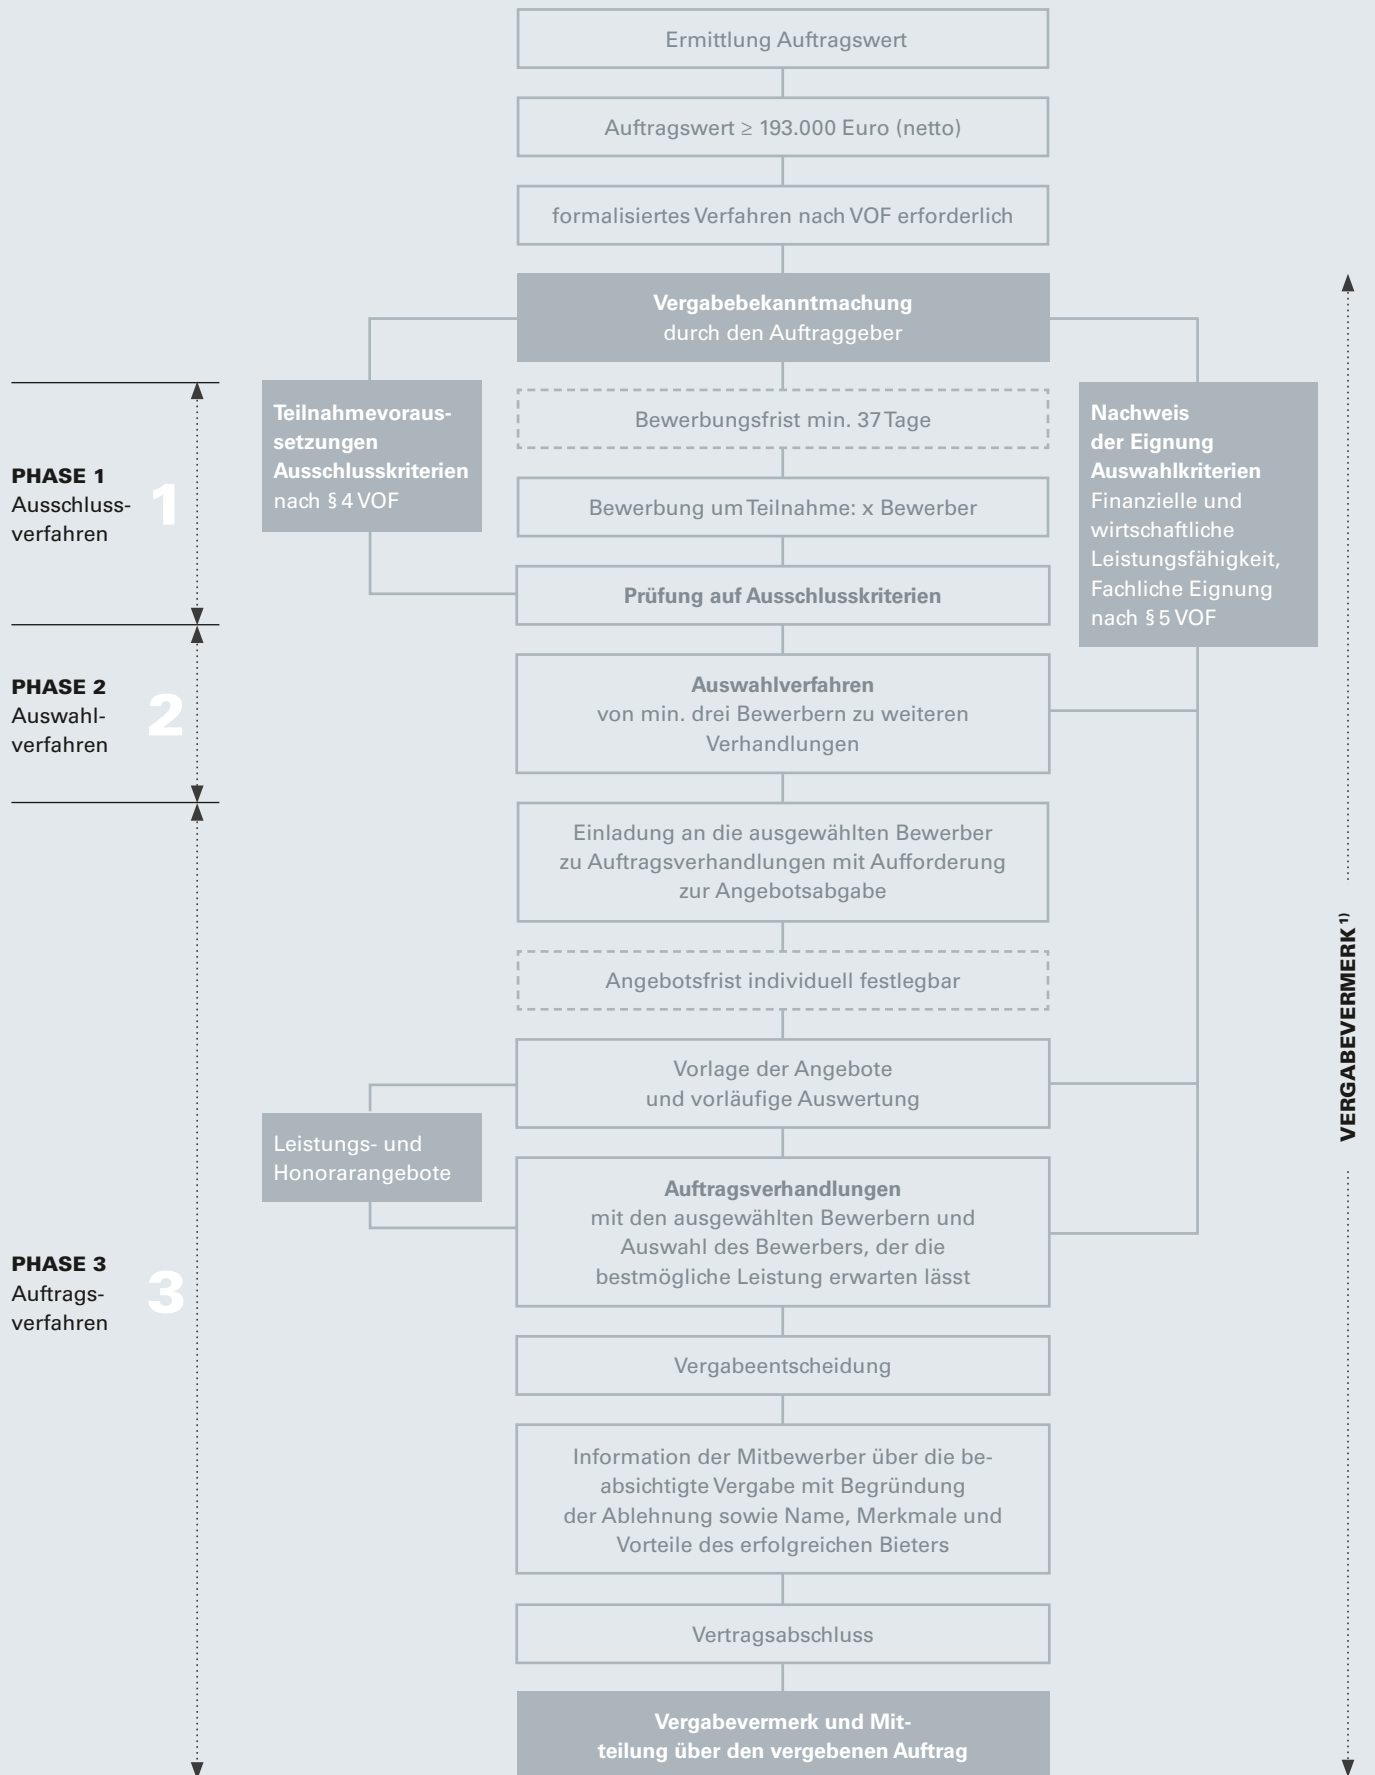 Ermittlung Auftragswert
Auftragswert ≥ 193.000 Euro (netto)
formalisiertes Verfahren nach VOF erforderlich
Vergabebekanntmachung
durch den Auftraggeber
PHASE 1
Ausschluss-
verfahren
1
Teilnahmevoraus-
setzungen
Ausschlusskriterien
nach § 4 VOF
Bewerbungsfrist min. 37 Tage
Bewerbung um Teilnahme: x Bewerber
Prüfung auf Ausschlusskriterien
Nachweis
der Eignung
Auswahlkriterien
Finanzielle und
wirtschaftliche
Leistungsfähigkeit,
Fachliche Eignung
nach § 5 VOF
PHASE 2
Auswahl-
verfahren
2
Auswahlverfahren
von min. drei Bewerbern zu weiteren
Verhandlungen
Einladung an die ausgewählten Bewerber
zu Auftragsverhandlungen mit Aufforderung
zur Angebotsabgabe
Angebotsfrist individuell festlegbar
Vorlage der Angebote
und vorläufige Auswertung
Leistungs- und
Honorarangebote
PHASE 3
Auftrags-
verfahren
3
Auftragsverhandlungen
mit den ausgewählten Bewerbern und
Auswahl des Bewerbers, der die
bestmögliche Leistung erwarten lässt
Vergabeentscheidung
Information der Mitbewerber über die be-
absichtigte Vergabe mit Begründung
der Ablehnung sowie Name, Merkmale und
Vorteile des erfolgreichen Bieters
Vertragsabschluss
Vergabevermerk und Mit-
teilung über den vergebenen Auftrag
VERGABEVERMERK 1)